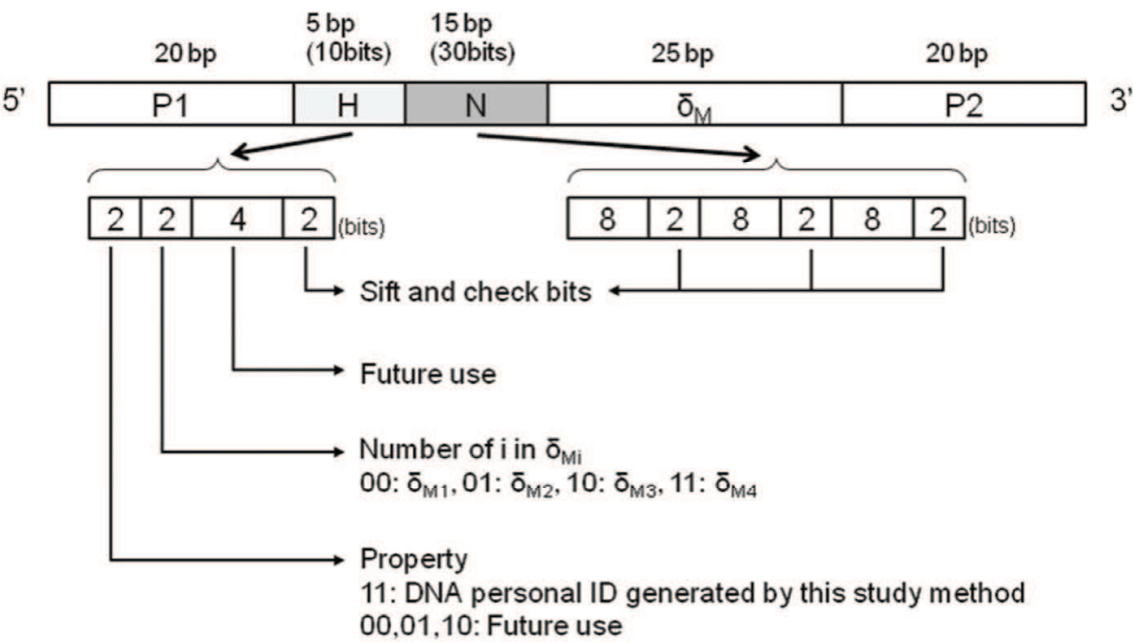 5 bp 15 bp
20 bp (10bits) (30bits) 25 bp 20 bp
5' P1 H N δM P2 3'
2 2 4 2 (bits) 8 2 8 2 8 2 (bits)
Sift and check bits
Future use
Number of i in δMi
00: δM1, 01: δM2, 10: δM3, 11: δM4
Property
11: DNA personal ID generated by this study method
00,01,10: Future use